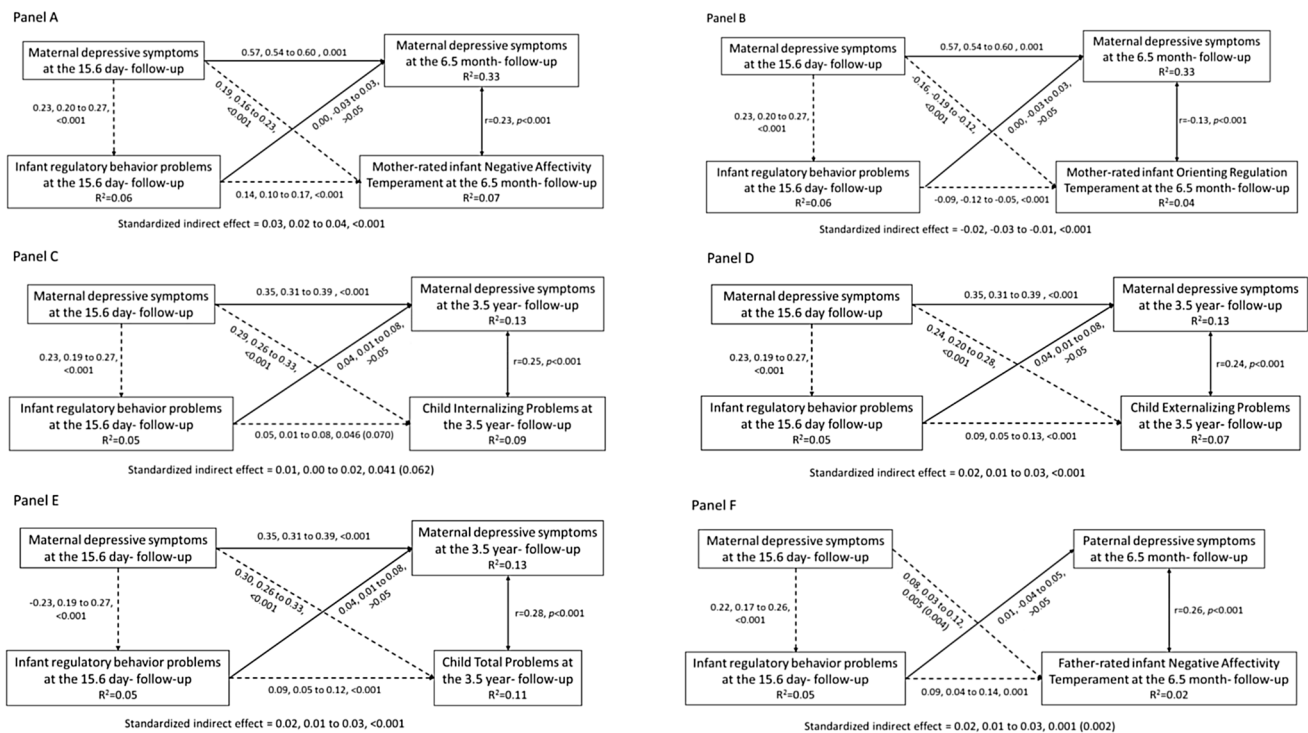 Panel A
Maternal depressive symptoms
at the 15.6 day- follow-up
0.57, 0.54 to 0.60 , 0.001
Maternal depressive symptoms
at the 6.5 month- follow-up
R²=0.33
0.23, 0.20 to 0.27,
<0.001
0.19, 0.16 to 0.23,
<0.001
0.00, -0.03 to 0.03,
>0.05
r=0.23, p<0.001
Infant regulatory behavior problems
at the 15.6 day- follow-up
R²=0.06
0.14, 0.10 to 0.17, <0.001
Mother-rated infant Negative Affectivity
Temperament at the 6.5 month- follow-up
R²=0.07
Standardized indirect effect = 0.03, 0.02 to 0.04, <0.001
Panel B
Maternal depressive symptoms
at the 15.6 day- follow-up
0.57, 0.54 to 0.60, 0.001
Maternal depressive symptoms
at the 6.5 month- follow-up
R²=0.33
0.23, 0.20 to 0.27,
<0.001
-0.16, -0.19 to -0.12,
<0.001
0.00, -0.03 to 0.03,
>0.05
r=-0.13, p<0.001
Infant regulatory behavior problems
at the 15.6 day- follow-up
R²=0.06
-0.09, -0.12 to -0.05, <0.001
Mother-rated infant Orienting Regulation
Temperament at the 6.5 month- follow-up
R²=0.04
Standardized indirect effect = -0.02, -0.03 to -0.01, <0.001
Panel C
Maternal depressive symptoms
at the 15.6 day- follow-up
0.35, 0.31 to 0.39 , <0.001
Maternal depressive symptoms
at the 3.5 year- follow-up
R²=0.13
0.23, 0.19 to 0.27,
<0.001
0.29, 0.26 to 0.33,
<0.001
0.04, 0.01 to 0.08,
>0.05
r=0.25, p<0.001
Infant regulatory behavior problems
at the 15.6 day- follow-up
R²=0.05
0.05, 0.01 to 0.08, 0.046 (0.070)
Child Internalizing Problems at
the 3.5 year- follow-up
R²=0.09
Standardized indirect effect = 0.01, 0.00 to 0.02, 0.041 (0.062)
Panel D
Maternal depressive symptoms
at the 15.6 day follow-up
0.35, 0.31 to 0.39 , <0.001
Maternal depressive symptoms
at the 3.5 year- follow-up
R²=0.13
0.23, 0.19 to 0.27,
<0.001
0.24, 0.20 to 0.28,
<0.001
0.04, 0.01 to 0.08,
>0.05
r=0.24, p<0.001
Infant regulatory behavior problems
at the 15.6 day follow-up
R²=0.05
0.09, 0.05 to 0.13, <0.001
Child Externalizing Problems
at the 3.5 year- follow-up
R²=0.07
Standardized indirect effect = 0.02, 0.01 to 0.03, <0.001
Panel E
Maternal depressive symptoms
at the 15.6 day- follow-up
0.35, 0.31 to 0.39, <0.001
Maternal depressive symptoms
at the 3.5 year- follow-up
R²=0.13
-0.23, 0.19 to 0.27,
<0.001
0.30, 0.26 to 0.33,
<0.001
0.04, 0.01 to 0.08,
>0.05
r=0.28, p<0.001
Infant regulatory behavior problems
at the 15.6 day- follow-up
R²=0.05
0.09, 0.05 to 0.12, <0.001
Child Total Problems at
the 3.5 year- follow-up
R²=0.11
Standardized indirect effect = 0.02, 0.01 to 0.03, <0.001
Panel F
Maternal depressive symptoms
at the 15.6 day- follow-up
Paternal depressive symptoms
at the 6.5 month- follow-up
0.22, 0.17 to 0.26,
<0.001
0.08, 0.03 to 0.12,
0.005 (0.004)
0.01, -0.04 to 0.05,
>0.05
r=0.26, p<0.001
Infant regulatory behavior problems
at the 15.6 day- follow-up
R²=0.05
0.09, 0.04 to 0.14, 0.001
Father-rated infant Negative Affectivity
Temperament at the 6.5 month- follow-up
R²=0.02
Standardized indirect effect = 0.02, 0.01 to 0.03, 0.001 (0.002)